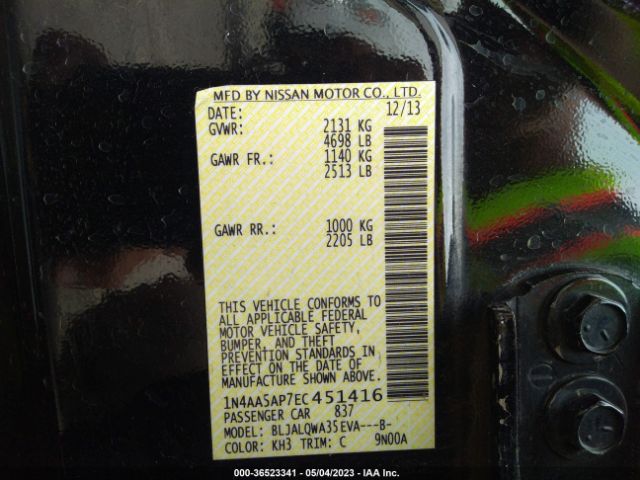 MFD BY NISSAN MOTOR CO., LTD.
DATE: 12/13
GVWR: 2131 KG
4698 LB
GAWR FR.: 1140 KG
2513 LB
GAWR RR.: 1000 KG
2205 LB
THIS VEHICLE CONFORMS TO
ALL APPLICABLE FEDERAL
MOTOR VEHICLE SAFETY,
BUMPER, AND THEFT
PREVENTION STANDARDS IN
EFFECT ON THE DATE OF
MANUFACTURE SHOWN ABOVE.
1N4AA5AP7EC451416
PASSENGER CAR 837
MODEL: BLJALQWA35EVA---B-
COLOR: KH3 TRIM: C 9N00A
000-36523341 - 05/04/2023 - IAA Inc.